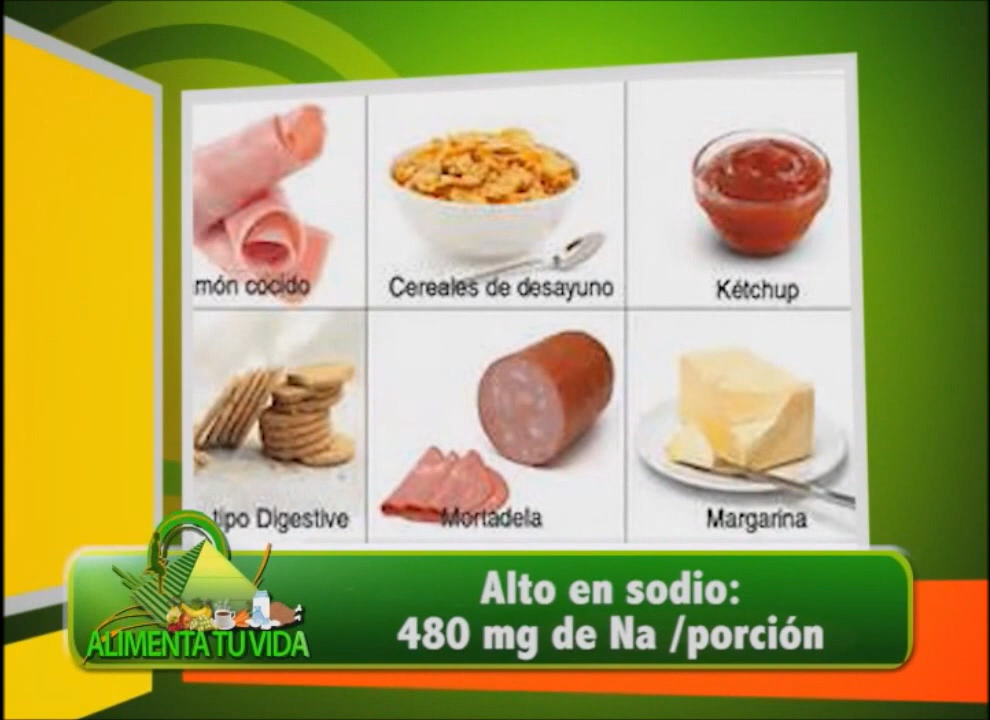 món cocido
Cereales de desayuno
Kétchup
tipo Digestive
Mortadela
Margarina
ALIMENTA TU VIDA
Alto en sodio:
480 mg de Na /porción